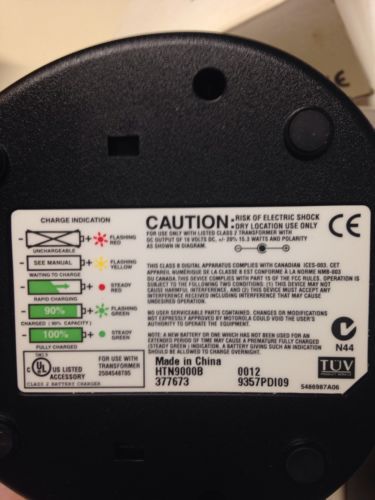 CHARGE INDICATION
- + FLASHING RED
UNCHARGEABLE
- SEE MANUAL + FLASHING YELLOW
WAITING TO CHARGE
- + STEADY RED
RAPID CHARGING
- 90% + FLASHING GREEN
CHARGED ( 90% CAPACITY )
- 100% + STEADY GREEN
FULLY CHARGED
CAUTION • RISK OF ELECTRIC SHOCK
• DRY LOCATION USE ONLY
FOR USE ONLY WITH LISTED CLASS 2 TRANSFORMER WITH
DC OUTPUT OF 16 VOLTS DC, +/- 20% 15.3 WATTS AND POLARITY
AS SHOWN IN DIAGRAM.
CE
THIS CLASS B DIGITAL APPARATUS COMPLIES WITH CANADIAN ICES-003. CET
APPAREIL NUMERIQUE DE LA CLASSE B EST CONFORME A LA NORME NMB-003
DU CANADA. THIS DEVICE COMPLIES WITH PART 15 OF THE FCC RULES. OPERATION IS
SUBJECT TO THE FOLLOWING TWO CONDITIONS: (1) THIS DEVICE MAY NOT
CAUSE HARMFUL INTERFERENCE, AND (2) THIS DEVICE MUST ACCEPT ANY
INTERFERENCE RECEIVED INCLUDING INTERFERENCE THAT MAY CAUSE
UNDESIRED OPERATION.
NO USER SERVICEABLE PARTS CONTAINED. CHANGES OR MODIFICATIONS
NOT EXPRESSLY APPROVED BY MOTOROLA COULD VOID THE USER'S
AUTHORITY TO OPERATE THE EQUIPMENT.
NOTE: A NEW BATTERY OR ONE WHICH HAS NOT BEEN USED FOR AN
EXTENDED PERIOD OF TIME MAY CAUSE A PREMATURE FULLY CHARGED
(STEADY GREEN ) INDICATION. A BATTERY GIVING SUCH AN INDICATION
SHOULD BE ALLOWED TO CHARGE OVERNIGHT.
N44
C UL US LISTED
ACCESSORY
CLASS 2 BATTERY CHARGER
FOR USE WITH
TRANSFORMER
Made in China
HTN9000B 0012
377673 9357PDI09
TUV
PRODUCT SERVICE
5486987A06